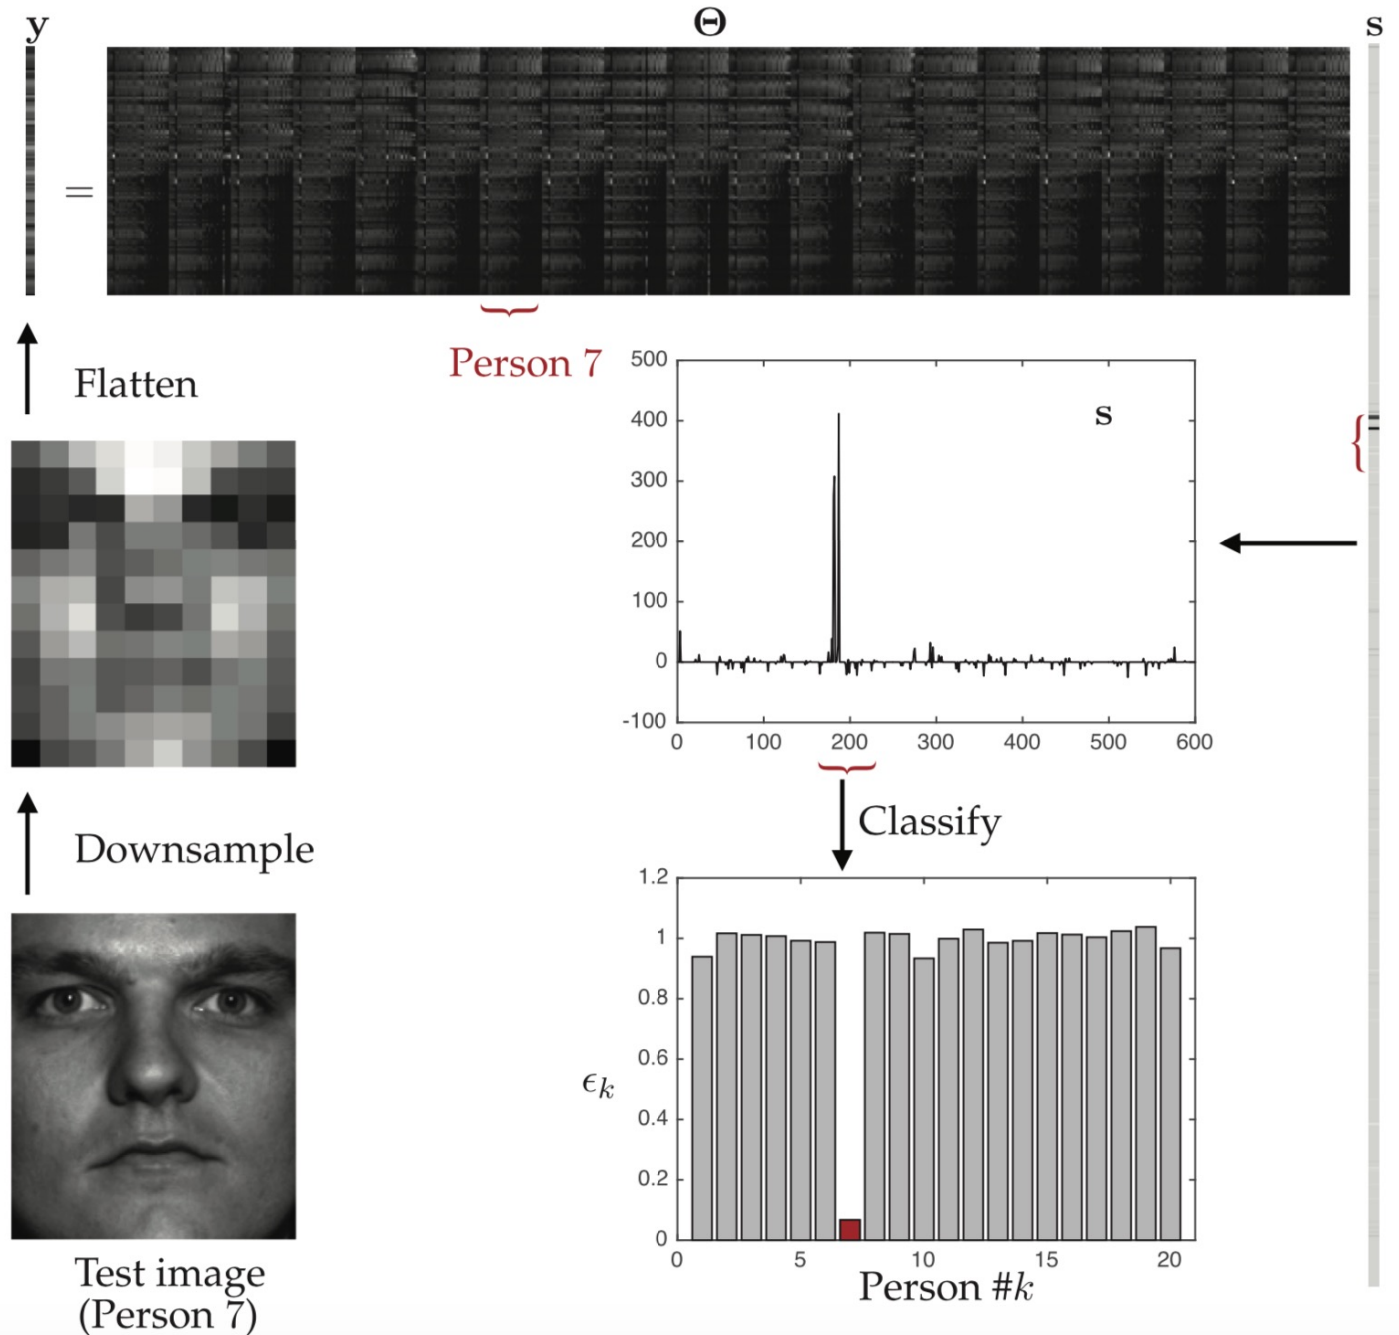 y
Θ
s
=
Person 7
Flatten
500
400
300
200
100
0
-100
s
0 100 200 300 400 500 600
Classify
Downsample
1.2
1
0.8
0.6
0.4
0.2
0
ϵk
0 5 10 15 20
Person #k
Test image
(Person 7)